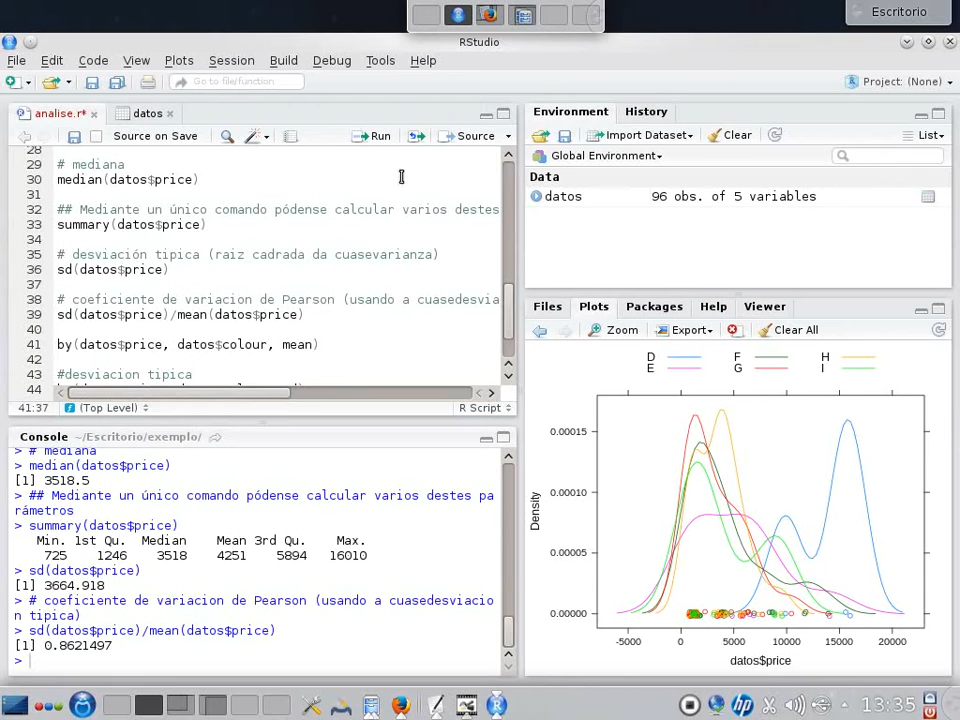 Escritorio
RStudio
File Edit Code View Plots Session Build Debug Tools Help
Go to file/function
Project: (None)
analise.r* datos
Source on Save Run Source
28
29 # mediana
30 median(datos$price)
31
32 ## Mediante un único comando pódense calcular varios destes
33 summary(datos$price)
34
35 # desviación tipica (raiz cadrada da cuasevarianza)
36 sd(datos$price)
37
38 # coeficiente de variacion de Pearson (usando a cuasedesvia
39 sd(datos$price)/mean(datos$price)
40
41 by(datos$price, datos$colour, mean)
42
43 #desviacion tipica
44
41:37 (Top Level) R Script
Console ~/Escritorio/exemplo/
> # mediana
> median(datos$price)
[1] 3518.5
> ## Mediante un único comando pódense calcular varios destes pa
rámetros
> summary(datos$price)
Min. 1st Qu. Median Mean 3rd Qu. Max.
725 1246 3518 4251 5894 16010
> sd(datos$price)
[1] 3664.918
> # coeficiente de variacion de Pearson (usando a cuasedesviacio
n tipica)
> sd(datos$price)/mean(datos$price)
[1] 0.8621497
>
Environment History
Import Dataset Clear List
Global Environment
Data
datos 96 obs. of 5 variables
Files Plots Packages Help Viewer
Zoom Export Clear All
D F H
E G I
0.00015
0.00010
0.00005
0.00000
Density
-5000 0 5000 10000 15000 20000
datos$price
hp
13:35